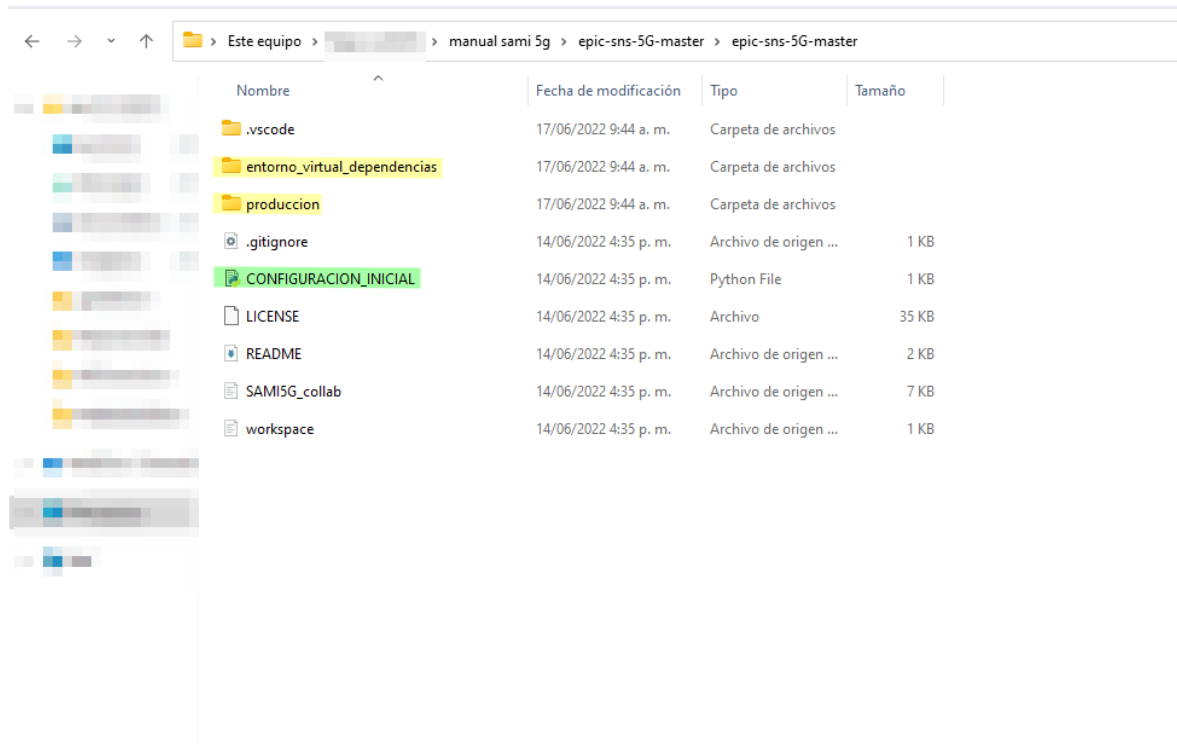 Este equipo > > manual sami 5g > epic-sns-5G-master > epic-sns-5G-master
Nombre Fecha de modificación Tipo Tamaño
.vscode 17/06/2022 9:44 a. m. Carpeta de archivos
entorno_virtual_dependencias 17/06/2022 9:44 a. m. Carpeta de archivos
produccion 17/06/2022 9:44 a. m. Carpeta de archivos
.gitignore 14/06/2022 4:35 p. m. Archivo de origen ... 1 KB
CONFIGURACION_INICIAL 14/06/2022 4:35 p. m. Python File 1 KB
LICENSE 14/06/2022 4:35 p. m. Archivo 35 KB
README 14/06/2022 4:35 p. m. Archivo de origen ... 2 KB
SAMI5G_collab 14/06/2022 4:35 p. m. Archivo de origen ... 7 KB
workspace 14/06/2022 4:35 p. m. Archivo de origen ... 1 KB